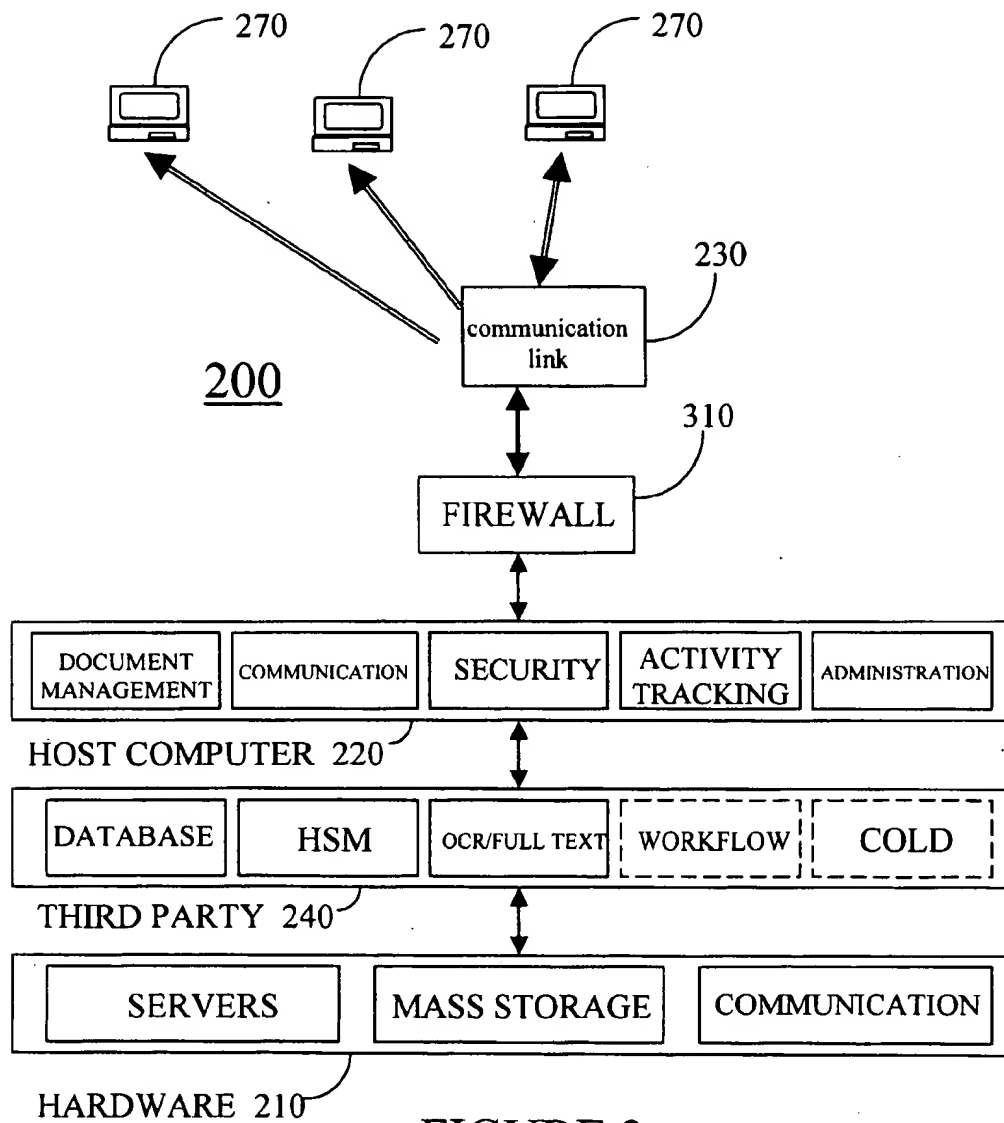 270
270
270
230
communication
link
200
310
FIREWALL
DOCUMENT
MANAGEMENT
COMMUNICATION
SECURITY
ACTIVITY
TRACKING
ADMINISTRATION
HOST COMPUTER 220
DATABASE
HSM
OCR/FULL TEXT
WORKFLOW
COLD
THIRD PARTY 240
SERVERS
MASS STORAGE
COMMUNICATION
HARDWARE 210